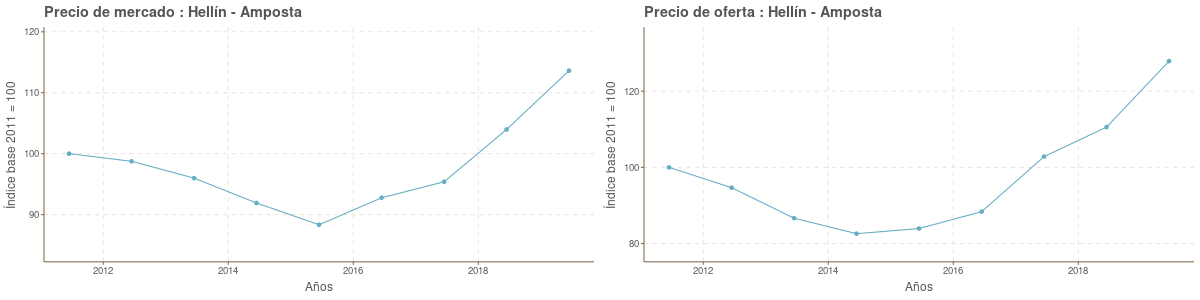 Precio de mercado : Hellín - Amposta
Índice base 2011 = 100
120
110
100
90
2012
2014
2016
2018
Años
Precio de oferta : Hellín - Amposta
Índice base 2011 = 100
120
100
80
2012
2014
2016
2018
Años